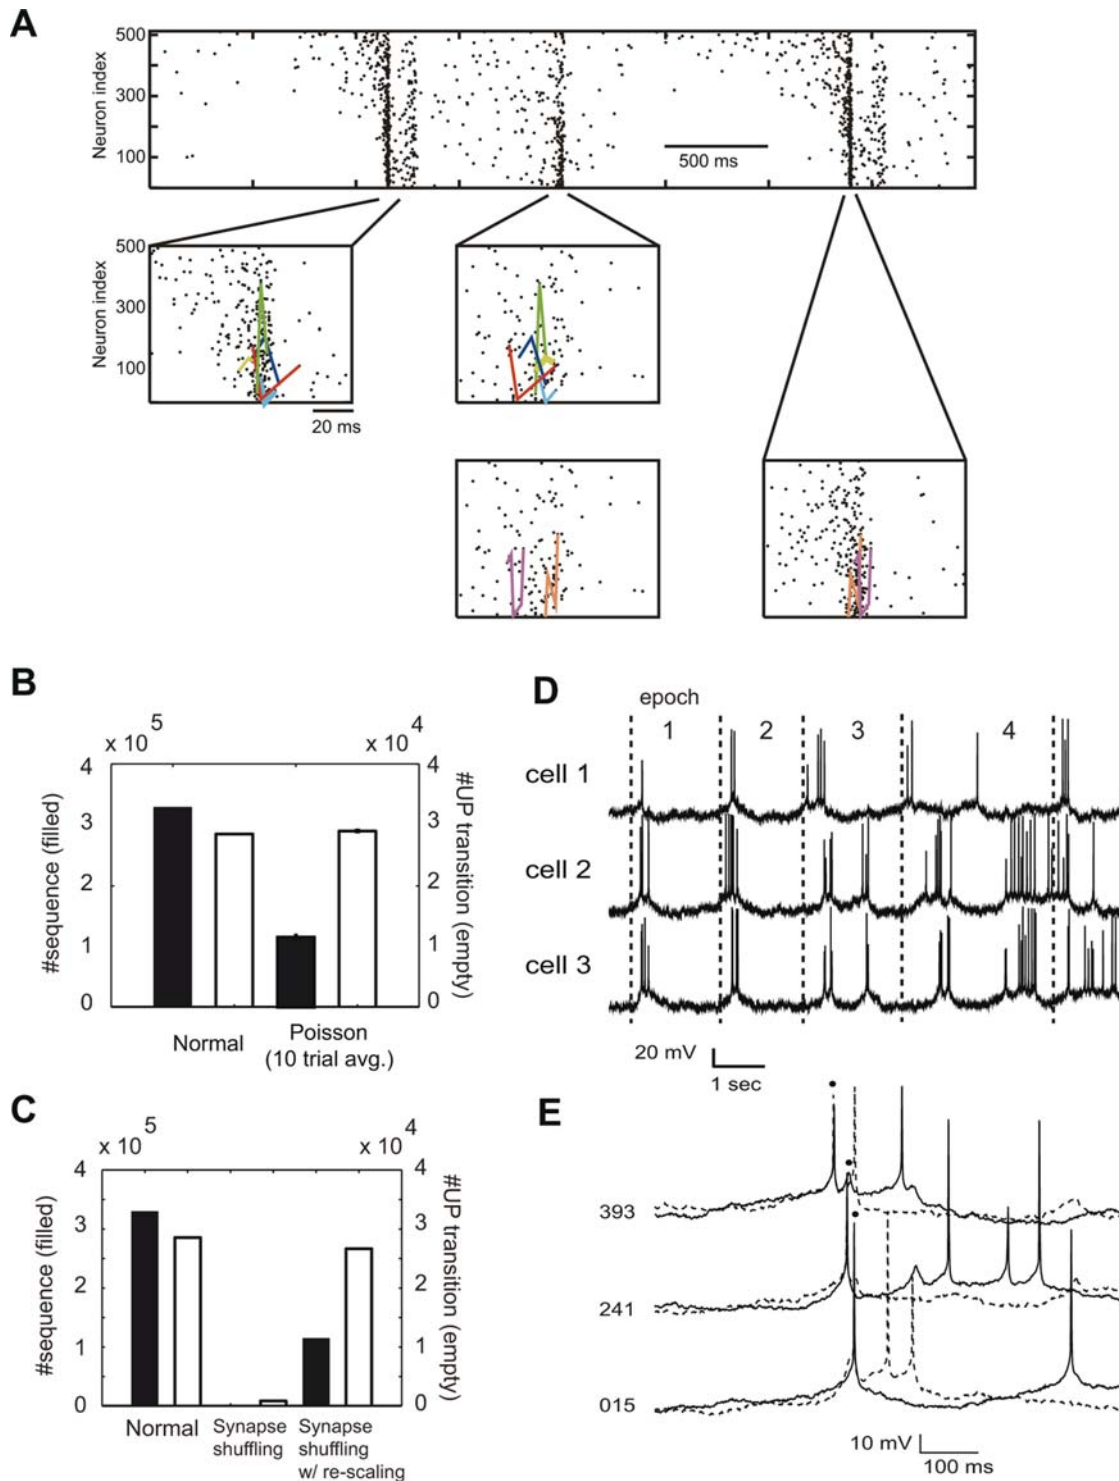 A
Neuron index
500
300
100
500 ms
Neuron index
500
300
100
20 ms
B
x 10 5
x 10 4
#sequence (filled)
4
3
2
1
0
4
3
2
1
0
#UP transition (empty)
Normal
Poisson
(10 trial avg.)
C
x 10 5
x 10 4
#sequence (filled)
4
3
2
1
0
4
3
2
1
0
#UP transition (empty)
Normal
Synapse
shuffling
Synapse
shuffling
w/ re-scaling
D
epoch
1 2 3 4
cell 1
cell 2
cell 3
20 mV
1 sec
E
393
241
015
10 mV
100 ms